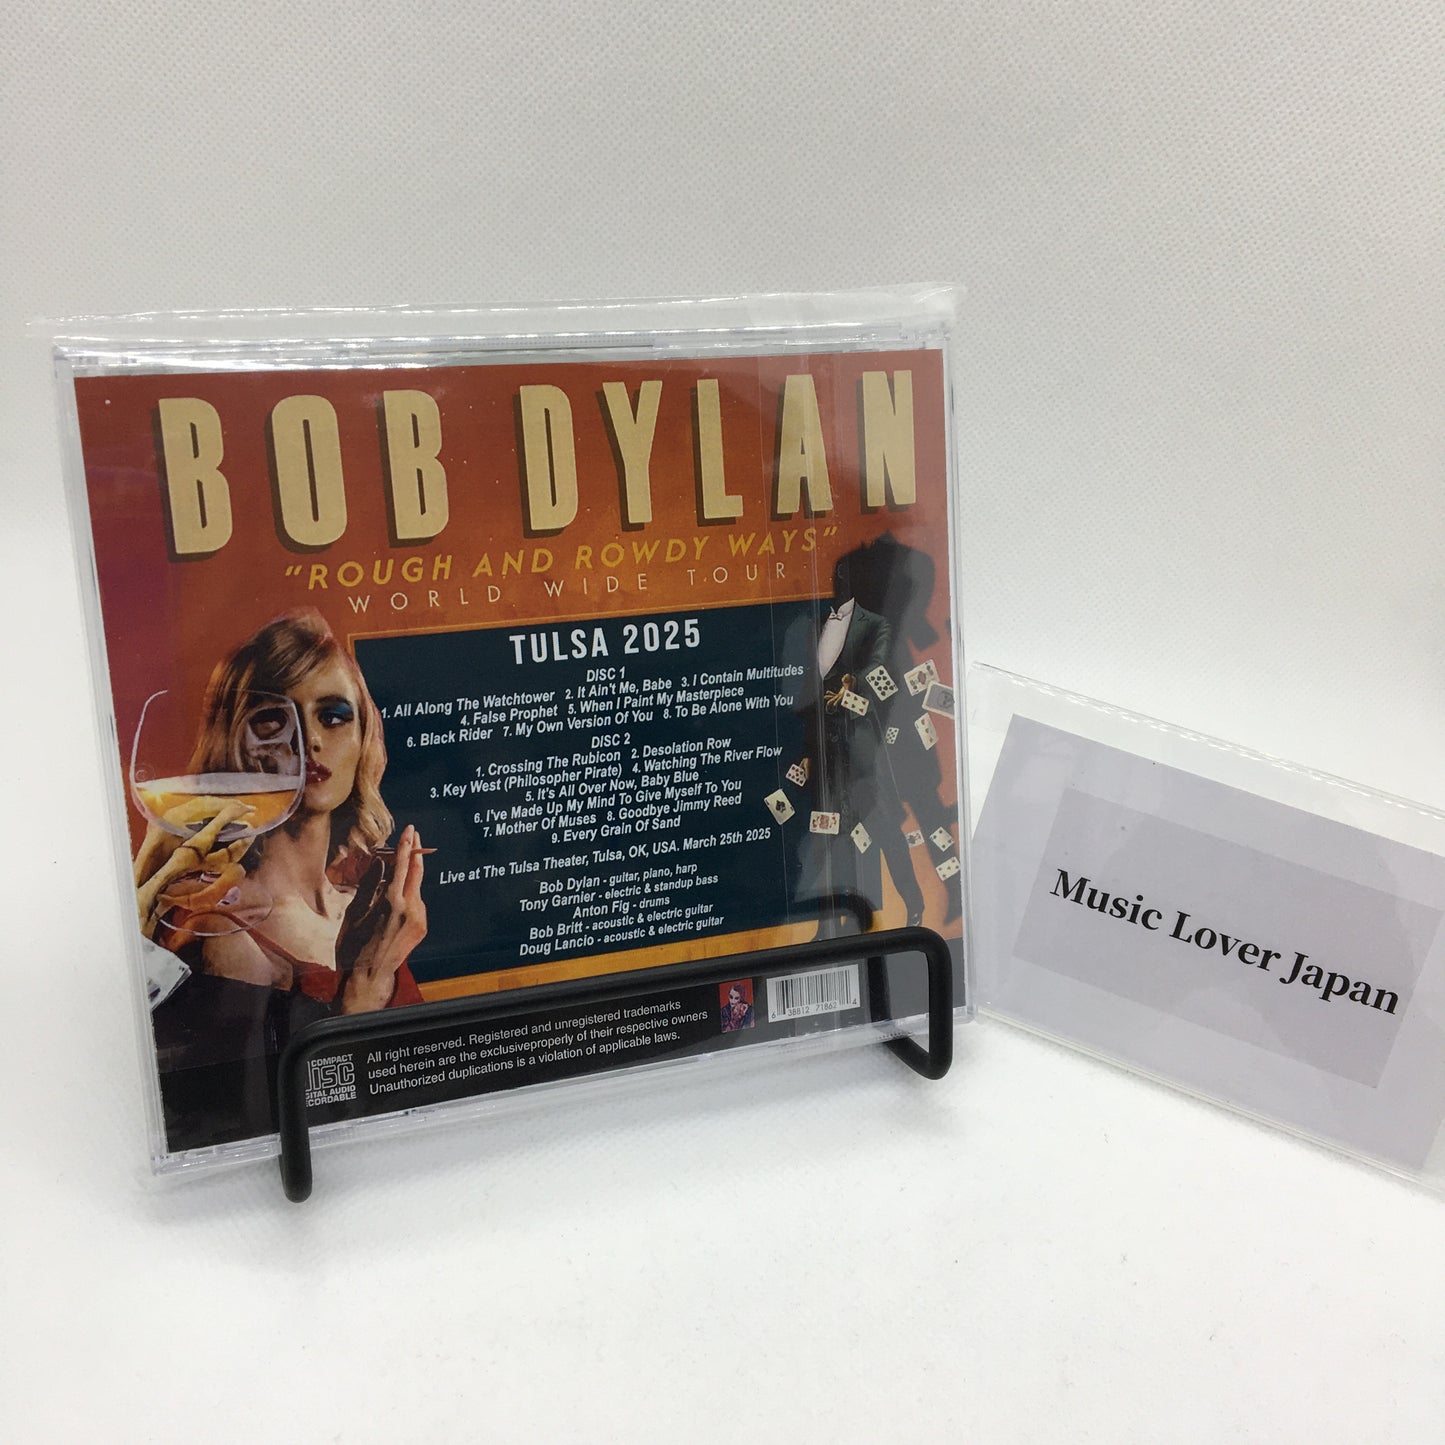 BOB DYLAN
"ROUGH AND ROWDY WAYS"
WORLD WIDE TOUR
TULSA 2025
DISC 1
1. All Along The Watchtower 2. It Ain't Me, Babe 3. I Contain Multitudes
4. False Prophet 5. When I Paint My Masterpiece
6. Black Rider 7. My Own Version Of You 8. To Be Alone With You
DISC 2
1. Crossing The Rubicon 2. Desolation Row
3. Key West (Philosopher Pirate) 4. Watching The River Flow
5. It's All Over Now, Baby Blue
6. I've Made Up My Mind To Give Myself To You
7. Mother Of Muses 8. Goodbye Jimmy Reed
9. Every Grain Of Sand
Live at The Tulsa Theater, Tulsa, OK, USA. March 25th 2025
Bob Dylan - guitar, piano, harp
Tony Garnier - electric & standup bass
Anton Fig - drums
Bob Britt - acoustic & electric guitar
Doug Lancio - acoustic & electric guitar
COMPACT
disc
GITAL AUDIO
ECORDABLE
All right reserved. Registered and unregistered trademarks
used herein are the exclusiveproperly of their respective owners
Unauthorized duplications is a violation of applicable laws.
6 38812 71862 4
Music Lover Japan